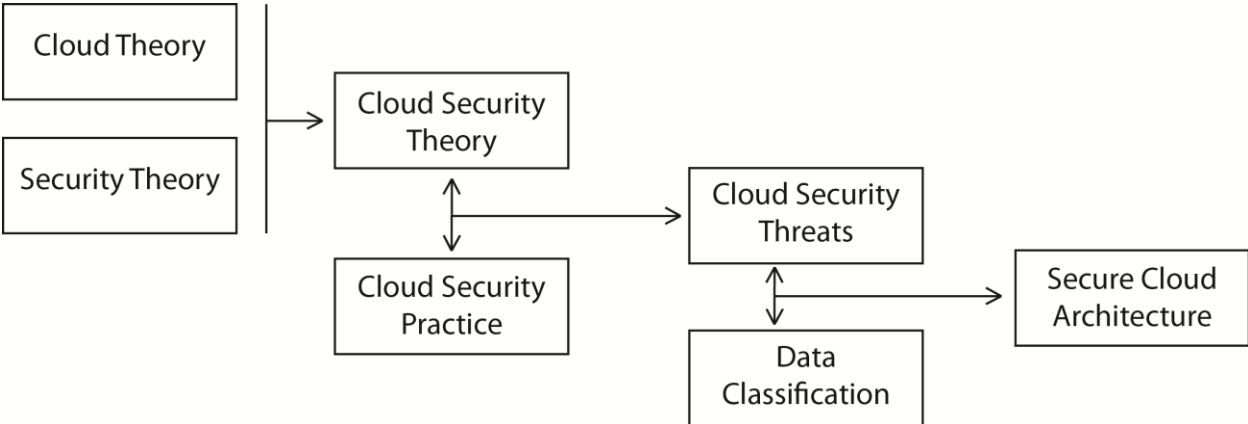 Cloud Theory
Security Theory
Cloud Security
Theory
Cloud Security
Practice
Cloud Security
Threats
Data
Classification
Secure Cloud
Architecture